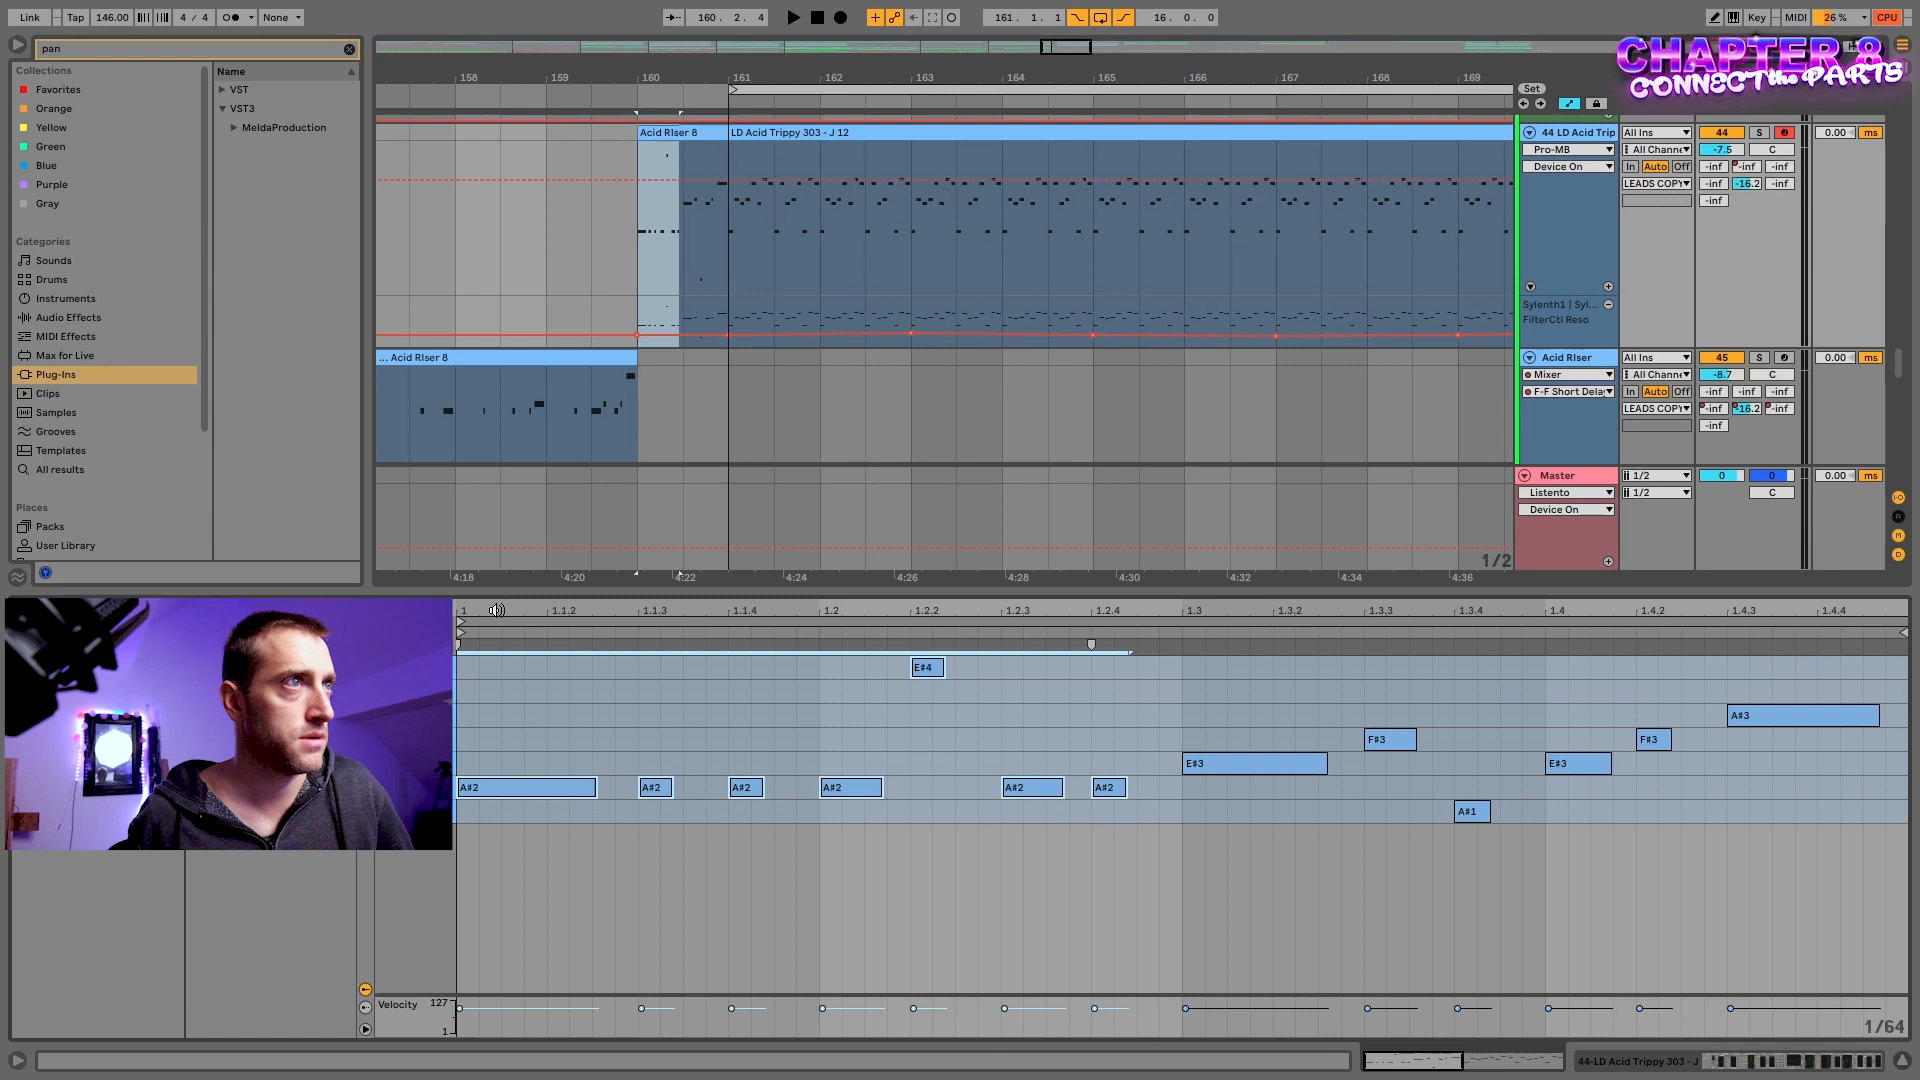 Link Tap 146.00 4 / 4 None 160. 2. 4 161. 1. 1 16. 0. 0 Key MIDI 26 % CPU
CHAPTER 8
CONNECT the PARTS
pan
Collections Name
Favorites VST
Orange VST3
Yellow MeldaProduction
Green
Blue
Purple
Gray
Categories
Sounds
Drums
Instruments
Audio Effects
MIDI Effects
Max for Live
Plug-Ins
Clips
Samples
Grooves
Templates
All results
Places
Packs
User Library
158 159 160 161 162 163 164 165 166 167 168 169
Set
Acid RIser 8 LD Acid Trippy 303 - J 12
44 LD Acid Trip All Ins 44 S 0.00 ms
Pro-MB All Channe -7.5 C
Device On In Auto Off -inf -inf
LEADS COPY -inf -16.2 -inf
-inf
Sylenth1 | Syl...
FilterCtl Reso
... Acid RIser 8
Acid RIser All Ins 45 S 0.00 ms
Mixer All Channe -8.7 C
F-F Short Delay In Auto Off -inf -inf -inf
LEADS COPY -inf -16.2 -inf
-inf
Master 1/2 0 0 0.00 ms
Listento 1/2 C
Device On
1/2
4:18 4:20 4:22 4:24 4:26 4:28 4:30 4:32 4:34 4:36
1 1.1.2 1.1.3 1.1.4 1.2 1.2.2 1.2.3 1.2.4 1.3 1.3.2 1.3.3 1.3.4 1.4 1.4.2 1.4.3 1.4.4
E#4
A#3
F#3 F#3
E#3 E#3
A#2 A#2 A#2 A#2 A#2 A#2
A#1
Velocity 127
1
1/64
44-LD Acid Trippy 303 - J